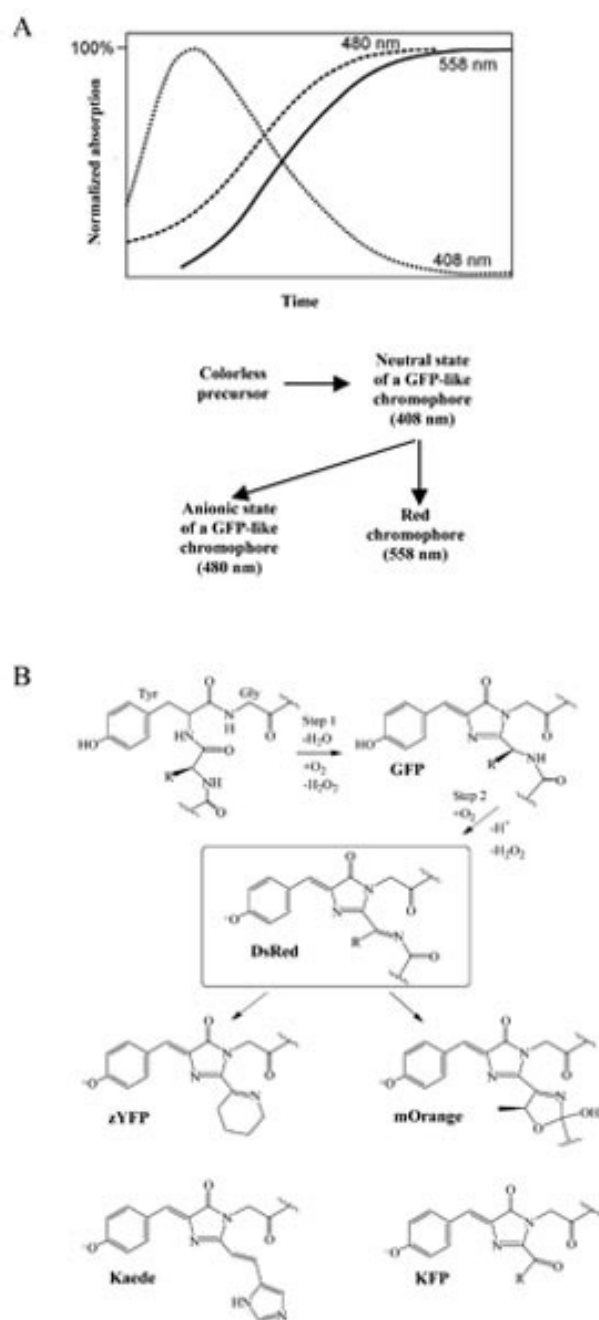 A
100%
480 nm
558 nm
408 nm
Normalized absorption
Time
Colorless
precursor
Neutral state
of a GFP-like
chromophore
(408 nm)
Anionic state
of a GFP-like
chromophore
(480 nm)
Red
chromophore
(558 nm)
B
Tyr
Gly
O
N
H
O
HO
HN
O
R
NH
O
Step 1
-H₂O
+O₂
-H₂O₂
O
N
O
HO
N
R
NH
O
GFP
Step 2
+O₂
-H⁺
-H₂O₂
O
N
O
⁻O
N
R
N
O
DsRed
O
N
O
⁻O
N
N
zYFP
O
N
O
⁻O
N
N
OH
O
mOrange
O
N
O
⁻O
N
HN
N
Kaede
O
N
O
⁻O
N
O
R
KFP